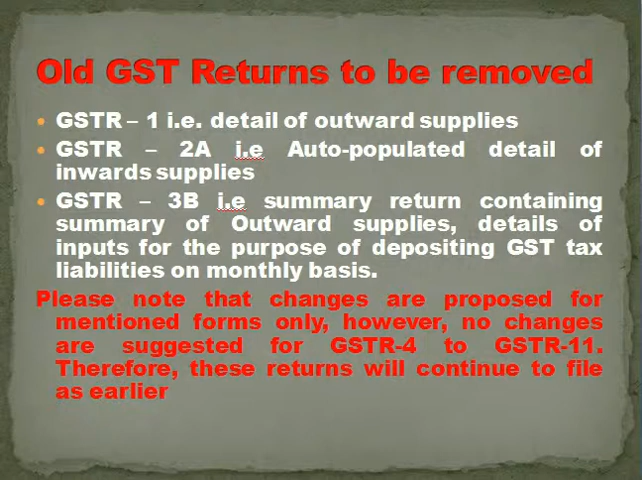 Old GST Returns to be removed
• GSTR – 1 i.e. detail of outward supplies
• GSTR – 2A i.e Auto-populated detail of
inwards supplies
• GSTR – 3B i.e summary return containing
summary of Outward supplies, details of
inputs for the purpose of depositing GST tax
liabilities on monthly basis.
Please note that changes are proposed for
mentioned forms only, however, no changes
are suggested for GSTR-4 to GSTR-11.
Therefore, these returns will continue to file
as earlier